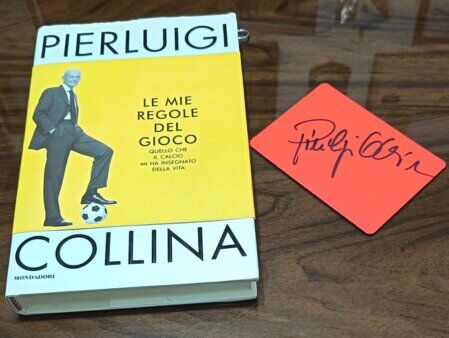 PIERLUIGI
LE MIE
REGOLE
DEL
GIOCO
QUELLO CHE
IL CALCIO
MI HA INSEGNATO
DELLA VITA
COLLINA
MONDADORI